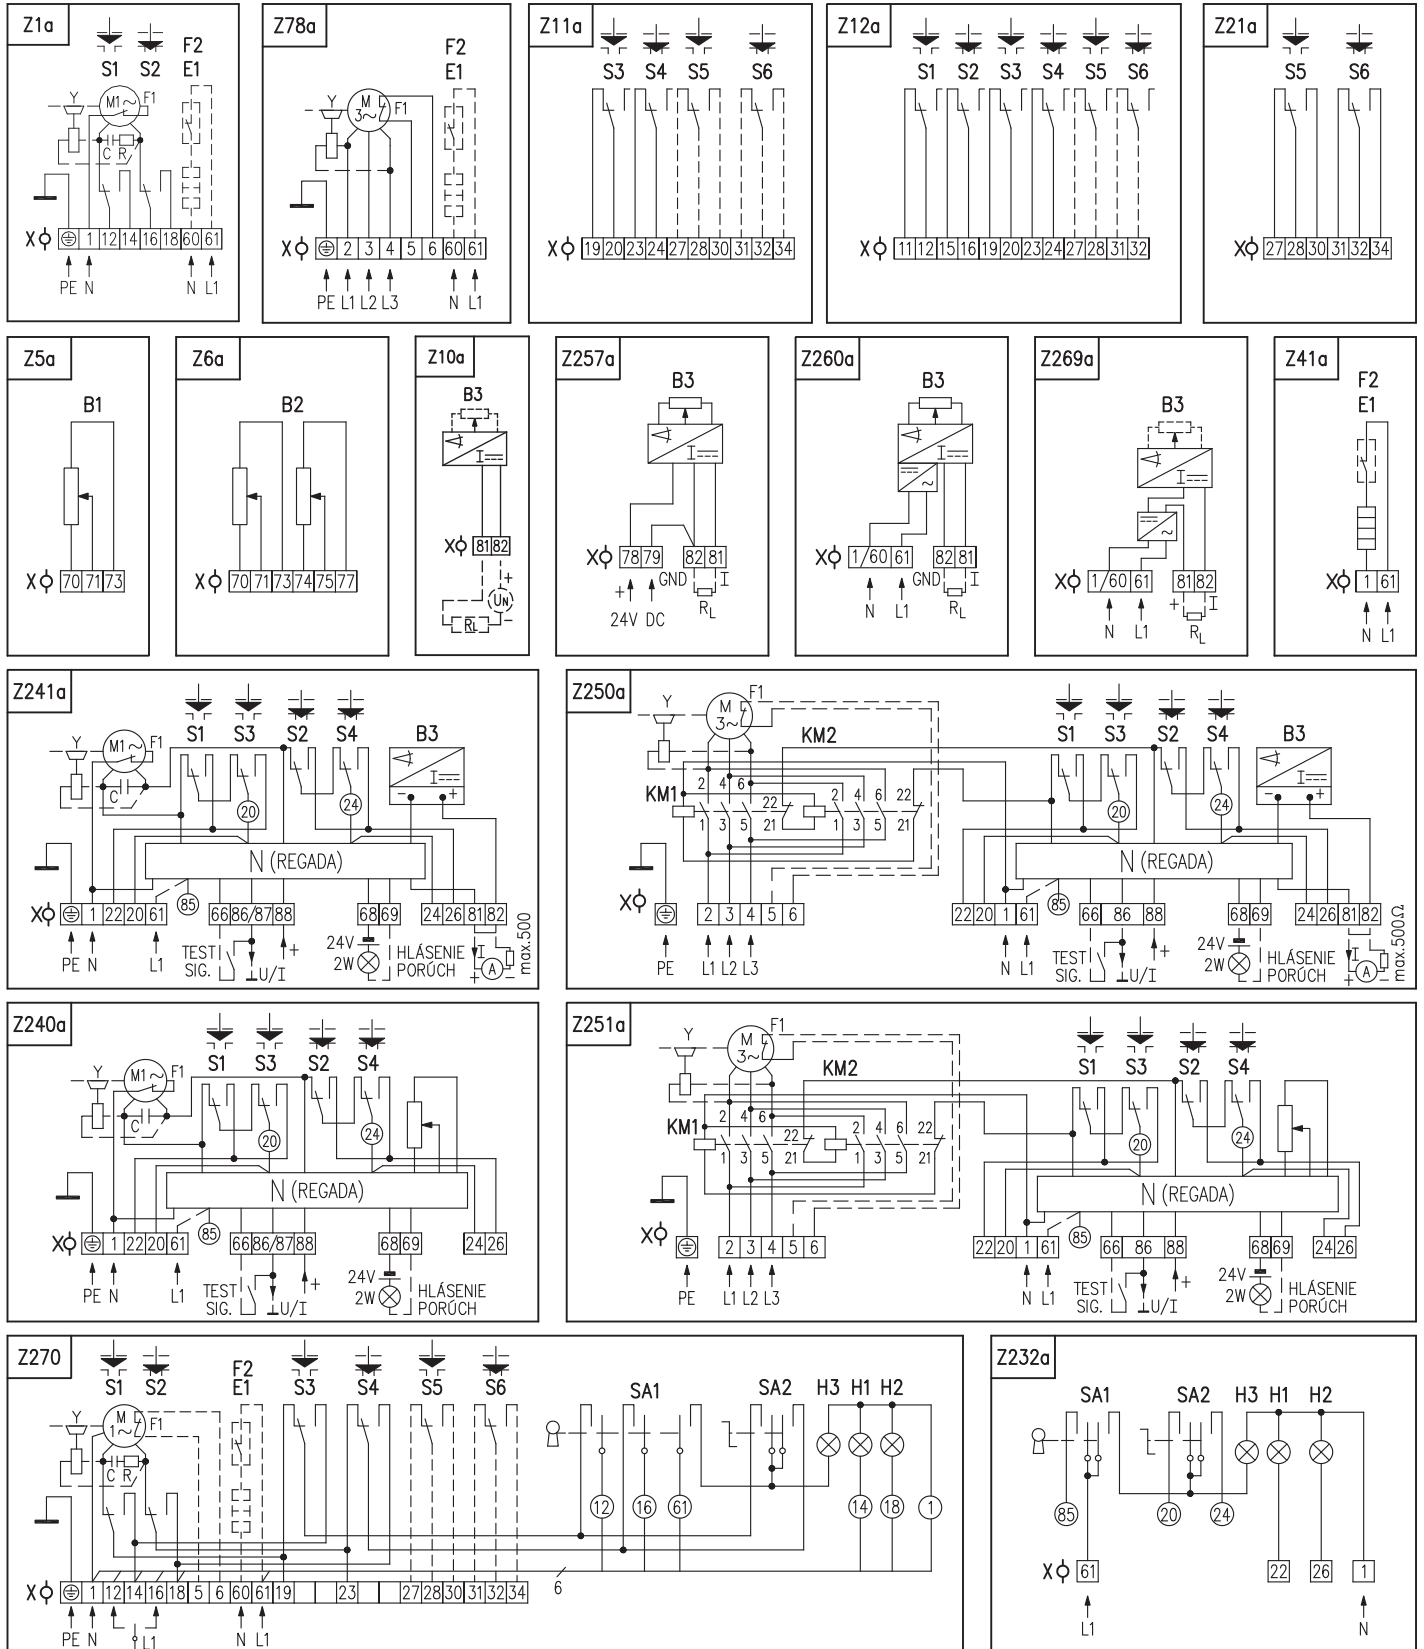 Z1a
S1 S2 F2
E1
Y M1~ F1
C R
X 1 12 14 16 18 60 61
PE N N L1
Z78a
F2
E1
Y M 3~ F1
X 2 3 4 5 6 60 61
PE L1 L2 L3 N L1
Z11a
S3 S4 S5 S6
X 19 20 23 24 27 28 30 31 32 34
Z12a
S1 S2 S3 S4 S5 S6
X 11 12 15 16 19 20 23 24 27 28 31 32
Z21a
S5 S6
X 27 28 30 31 32 34
Z5a
B1
X 70 71 73
Z6a
B2
X 70 71 73 74 75 77
Z10a
B3
I
X 81 82
+
UN
RL −
Z257a
B3
I
X 78 79 82 81
+ GND I
24V DC RL
Z260a
B3
I
~
X 1/60 61 82 81
GND I
N L1 RL
Z269a
B3
I
~
X 1/60 61 81 82
+ I
N L1 RL
Z41a
F2
E1
X 1 61
N L1
Z241a
S1 S3 S2 S4 B3
Y M1~ F1
I
C 20 24 − +
N (REGADA)
85
X 1 22 20 61 66 86/87 88 68 69 24 26 81 82
PE N L1
TEST
SIG.
+
U/I
24V
2W
HLÁSENIE
PORÚCH
I
A
+ −
max.500
Z250a
Y M 3~ F1
S1 S3 S2 S4 B3
KM2
I
KM1 2 4 6 22 2 4 6 22
1 3 5 21 1 3 5 21
20 24 − +
N (REGADA)
85
X 2 3 4 5 6 22 20 1 61 66 86 88 68 69 24 26 81 82
PE L1 L2 L3 N L1
TEST
SIG.
+
U/I
24V
2W
HLÁSENIE
PORÚCH
I
A
+ −
max.500Ω
Z240a
S1 S3 S2 S4
Y M1~ F1
C 20 24
N (REGADA)
85
X 1 22 20 61 66 86/87 88 68 69 24 26
PE N L1
TEST
SIG.
+
U/I
24V
2W
HLÁSENIE
PORÚCH
Z251a
Y M 3~ F1
S1 S3 S2 S4
KM2
KM1 2 4 6 22 2 4 6 22
1 3 5 21 1 3 5 21
20 24
N (REGADA)
85
X 2 3 4 5 6 22 20 1 61 66 86 88 68 69 24 26
PE L1 L2 L3 N L1
TEST
SIG.
+
U/I
24V
2W
HLÁSENIE
PORÚCH
Z270
S1 S2 F2
E1 S3 S4 S5 S6 SA1 SA2 H3 H1 H2
Y M 1~ F1
C R
12 16 61 14 18 1
6
X 1 12 14 16 18 5 6 60 61 19 23 27 28 30 31 32 34
PE N L1 N L1
Z232a
SA1 SA2 H3 H1 H2
85 20 24
X 61 22 26 1
L1 N